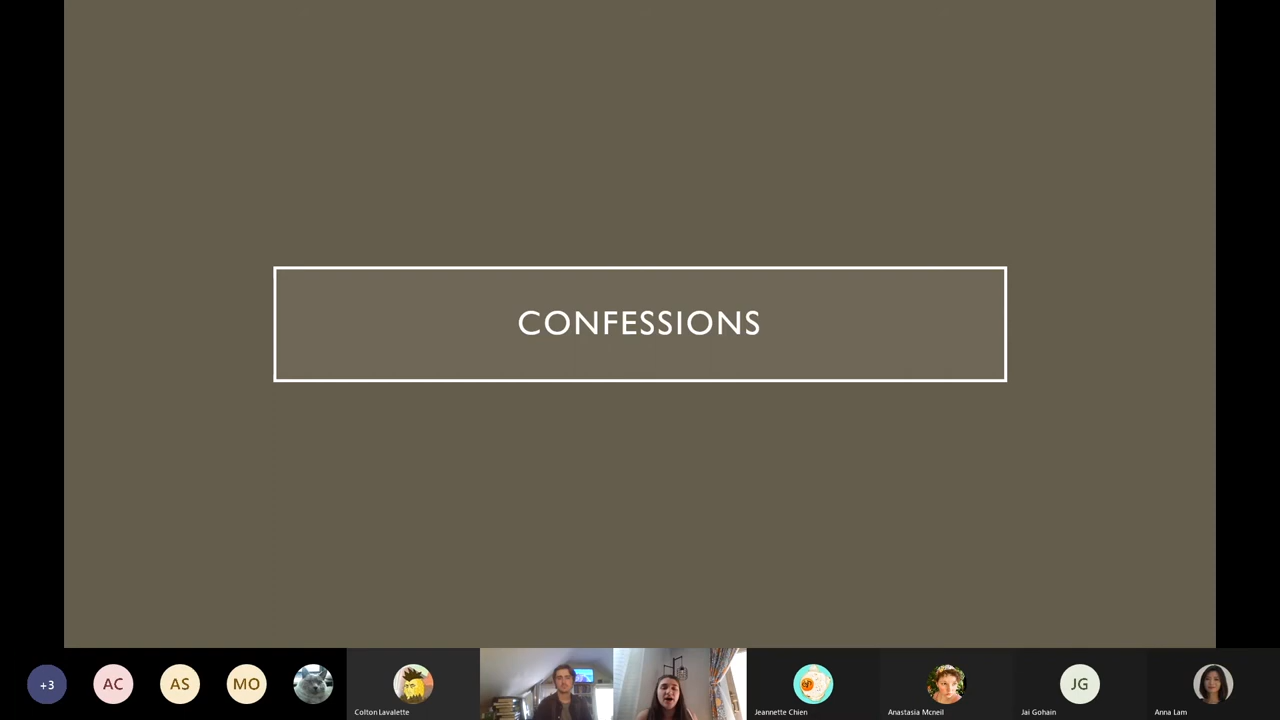 CONFESSIONS
+3
AC
AS
MO
Colton Lavalette
Jeannette Chien
Anastasia Mcneil
JG
Jai Gohain
Anna Lam